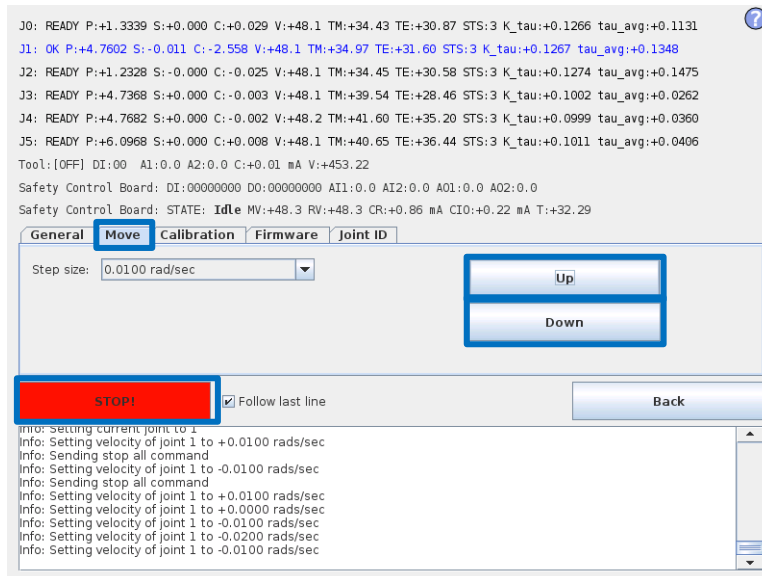 J0: READY P:+1.3339 S:+0.000 C:+0.029 V:+48.1 TM:+34.43 TE:+30.87 STS:3 K_tau:+0.1266 tau_avg:+0.1131
?
J1: OK P:+4.7602 S:-0.011 C:-2.558 V:+48.1 TM:+34.97 TE:+31.60 STS:3 K_tau:+0.1267 tau_avg:+0.1348
J2: READY P:+1.2328 S:-0.000 C:-0.025 V:+48.2 TM:+34.45 TE:+30.58 STS:3 K_tau:+0.1274 tau_avg:+0.1475
J3: READY P:+4.7368 S:+0.000 C:-0.003 V:+48.2 TM:+39.54 TE:+28.46 STS:3 K_tau:+0.1002 tau_avg:+0.0262
J4: READY P:+4.7682 S:+0.000 C:-0.002 V:+48.2 TM:+41.60 TE:+35.20 STS:3 K_tau:+0.0999 tau_avg:+0.0360
J5: READY P:+6.0968 S:+0.000 C:+0.008 V:+48.1 TM:+40.65 TE:+36.44 STS:3 K_tau:+0.1011 tau_avg:+0.0406
Tool:[OFF] DI:00 A1:0.0 A2:0.0 C:+0.01 mA V:+453.22
Safety Control Board: DI:00000000 DO:00000000 AI1:0.0 AI2:0.0 AO1:0.0 AO2:0.0
Safety Control Board: STATE: Idle MV:+48.3 RV:+48.3 CR:+0.86 mA CIO:+0.22 mA T:+32.29
General Move Calibration Firmware Joint ID
Step size: 0.0100 rad/sec
Up
Down
STOP!
Follow last line
Back
Info: Setting current joint to 1
Info: Setting velocity of joint 1 to +0.0100 rads/sec
Info: Sending stop all command
Info: Setting velocity of joint 1 to -0.0100 rads/sec
Info: Sending stop all command
Info: Setting velocity of joint 1 to +0.0100 rads/sec
Info: Setting velocity of joint 1 to +0.0000 rads/sec
Info: Setting velocity of joint 1 to -0.0100 rads/sec
Info: Setting velocity of joint 1 to -0.0200 rads/sec
Info: Setting velocity of joint 1 to -0.0100 rads/sec